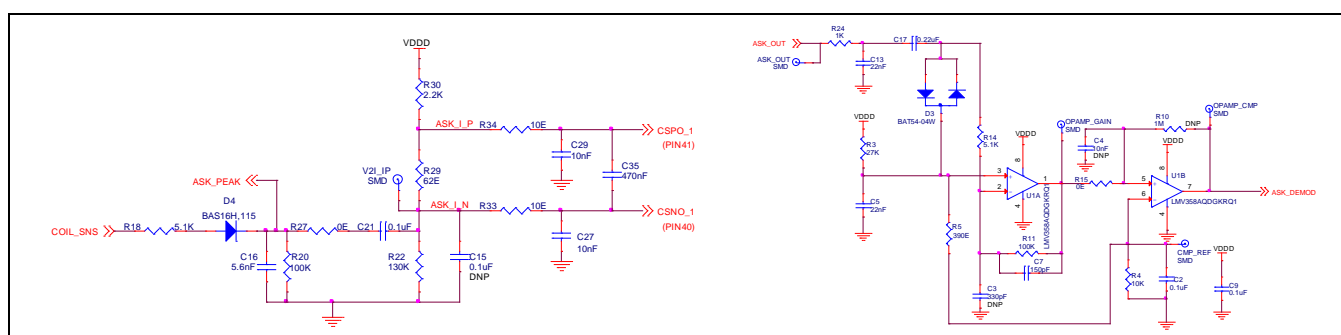 VDDD
R30
2.2K
ASK_I_P
R34
10E
CSPO_1
(PIN41)
C29
10nF
C35
470nF
R29
62E
V2I_IP
SMD
ASK_PEAK
ASK_I_N
R33
10E
CSNO_1
(PIN40)
D4
BAS16H,115
COIL_SNS
R18
5.1K
R27
0E
C21
0.1uF
C27
10nF
C16
5.6nF
R20
100K
R22
130K
C15
0.1uF
DNP
ASK_OUT
R24
1K
C17
0.22uF
ASK_OUT
SMD
C13
22nF
D3
BAT54-04W
VDDD
R3
27K
R14
5.1K
VDDD
OPAMP_GAIN
SMD
OPAMP_CMP
SMD
R10
1M
DNP
C4
10nF
DNP
VDDD
8
3
2
1
U1A
4
LMV358AQDGKRQ1
R15
0E
8
5
6
7
U1B
LMV358AQDGKRQ1
4
ASK_DEMOD
C5
22nF
R5
390E
R11
100K
C7
150pF
C3
330pF
DNP
CMP_REF
SMD
R4
10K
C2
0.1uF
VDDD
C9
0.1uF